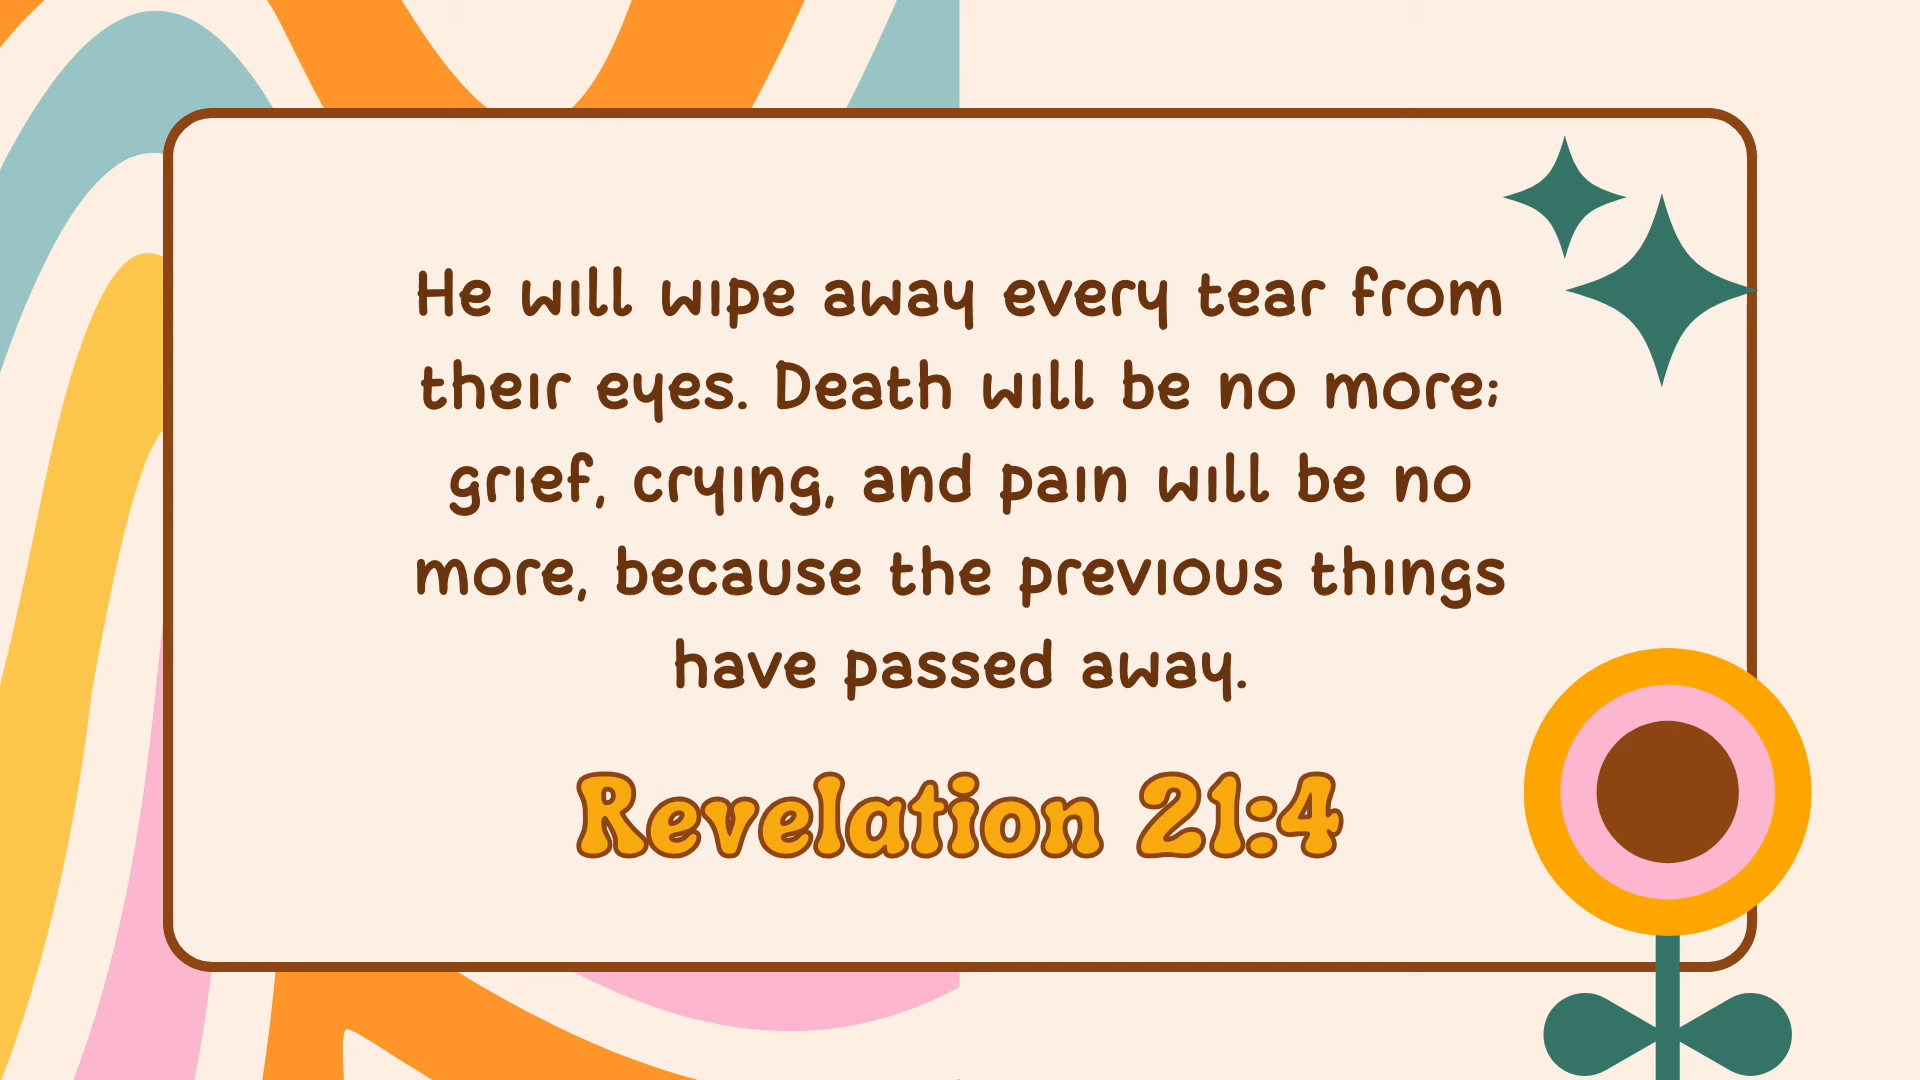 He will wipe away every tear from
their eyes. Death will be no more;
grief, crying, and pain will be no
more, because the previous things
have passed away.
Revelation 21:4